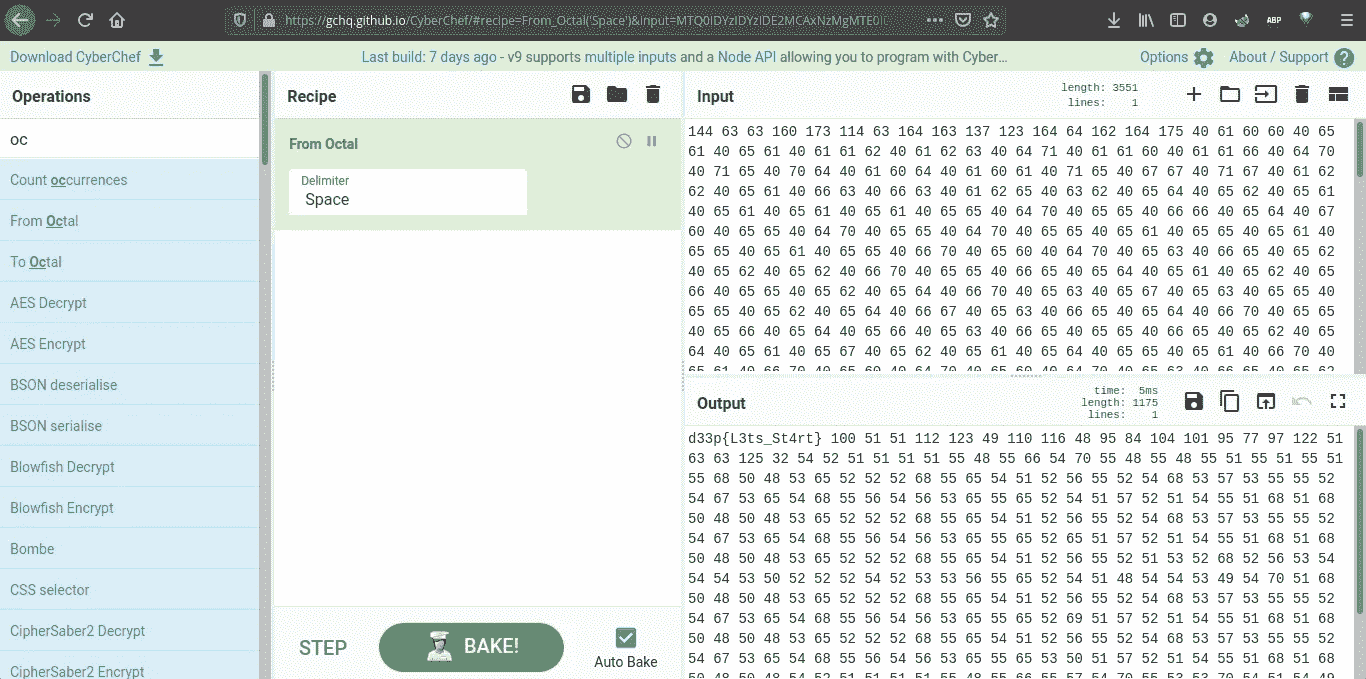 https://gchq.github.io/CyberChef/#recipe=From_Octal('Space')&input=MTQ0IDYzIDYzIDE2MCAxNzMgMTE0I
ABP
Download CyberChef
Last build: 7 days ago - v9 supports multiple inputs and a Node API allowing you to program with Cyber…
Options
About / Support
Operations
oc
Count occurrences
From Octal
To Octal
AES Decrypt
AES Encrypt
BSON deserialise
BSON serialise
Blowfish Decrypt
Blowfish Encrypt
Bombe
CSS selector
CipherSaber2 Decrypt
CipherSaber2 Encrypt
Recipe
From Octal
Delimiter
Space
STEP
BAKE!
Auto Bake
Input
length: 3551
lines: 1
144 63 63 160 173 114 63 164 163 137 123 164 64 162 164 175 40 61 60 60 40 65
61 40 65 61 40 61 61 62 40 61 62 63 40 64 71 40 61 61 60 40 61 61 66 40 64 70
40 71 65 40 70 64 40 61 60 64 40 61 60 61 40 71 65 40 67 67 40 71 67 40 61 62
62 40 65 61 40 66 63 40 66 63 40 61 62 65 40 63 62 40 65 64 40 65 62 40 65 61
40 65 61 40 65 61 40 65 61 40 65 65 40 64 70 40 65 65 40 66 66 40 65 64 40 67
60 40 65 65 40 64 70 40 65 65 40 64 70 40 65 65 40 65 61 40 65 65 40 65 61 40
65 65 40 65 61 40 65 65 40 66 70 40 65 60 40 64 70 40 65 63 40 66 65 40 65 62
40 65 62 40 65 62 40 66 70 40 65 65 40 66 65 40 65 64 40 65 61 40 65 62 40 65
66 40 65 65 40 65 62 40 65 64 40 66 70 40 65 63 40 65 67 40 65 63 40 65 65 40
65 65 40 65 62 40 65 64 40 66 67 40 65 63 40 66 65 40 65 64 40 66 70 40 65 65
40 65 66 40 65 64 40 65 66 40 65 63 40 66 65 40 65 65 40 66 65 40 65 62 40 65
64 40 65 61 40 65 67 40 65 62 40 65 61 40 65 64 40 65 65 40 65 61 40 66 70 40
Output
time: 5ms
length: 1175
lines: 1
d33p{L3ts_St4rt} 100 51 51 112 123 49 110 116 48 95 84 104 101 95 77 97 122 51
63 63 125 32 54 52 51 51 51 51 55 48 55 66 54 70 55 48 55 48 55 51 55 51 55 51
55 68 50 48 53 65 52 52 52 68 55 65 54 51 52 56 55 52 54 68 53 57 53 55 55 52
54 67 53 65 54 68 55 56 54 56 53 65 55 65 52 54 51 57 52 51 54 55 51 68 51 68
50 48 50 48 53 65 52 52 52 68 55 65 54 51 52 56 55 52 54 68 53 57 53 55 55 52
54 67 53 65 54 68 55 56 54 56 53 65 55 65 52 65 51 57 52 51 54 55 51 68 51 68
50 48 50 48 53 65 52 52 52 68 55 65 54 51 52 56 55 52 51 53 52 68 52 56 53 54
54 54 53 50 52 52 52 54 52 53 53 56 55 65 52 54 51 48 54 54 53 49 54 70 51 68
50 48 50 48 53 65 52 52 52 68 55 65 54 51 52 56 55 52 54 68 53 57 53 55 55 52
54 67 53 65 54 68 55 56 54 56 53 65 55 65 52 69 51 57 52 51 54 55 51 68 51 68
50 48 50 48 53 65 52 52 52 68 55 65 54 51 52 56 55 52 54 68 53 57 53 55 55 52
54 67 53 65 54 68 55 56 54 56 53 65 55 65 53 50 51 57 52 51 54 55 51 68 51 68